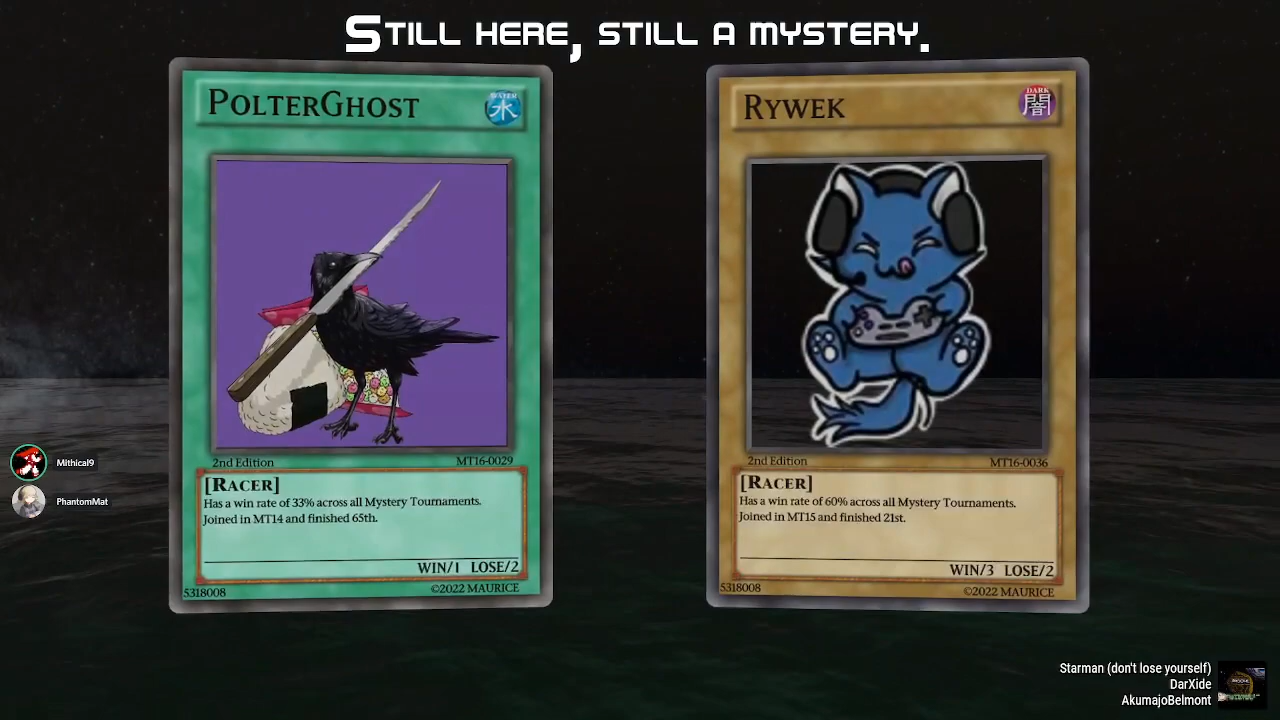 Still here, still a mystery.
PolterGhost
WATER
水
2nd Edition
MT16-0029
[Racer]
Has a win rate of 33% across all Mystery Tournaments.
Joined in MT14 and finished 65th.
WIN/1 LOSE/2
5318008
©2022 MAURICE
Rywek
DARK
闇
2nd Edition
MT16-0036
[Racer]
Has a win rate of 60% across all Mystery Tournaments.
Joined in MT15 and finished 21st.
WIN/3 LOSE/2
5318008
©2022 MAURICE
Mithical9
PhantomMat
Starman (don't lose yourself)
DarXide
AkumajoBelmont